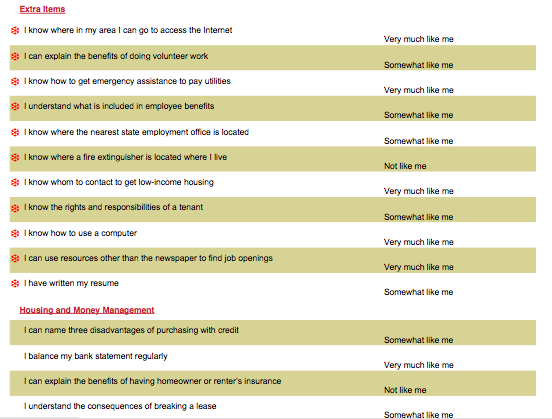 Extra Items
I know where in my area I can go to access the Internet
Very much like me
I can explain the benefits of doing volunteer work
Somewhat like me
I know how to get emergency assistance to pay utilities
Very much like me
I understand what is included in employee benefits
Somewhat like me
I know where the nearest state employment office is located
Somewhat like me
I know where a fire extinguisher is located where I live
Not like me
I know whom to contact to get low-income housing
Very much like me
I know the rights and responsibilities of a tenant
Somewhat like me
I know how to use a computer
Very much like me
I can use resources other than the newspaper to find job openings
Very much like me
I have written my resume
Somewhat like me
Housing and Money Management
I can name three disadvantages of purchasing with credit
Somewhat like me
I balance my bank statement regularly
Very much like me
I can explain the benefits of having homeowner or renter's insurance
Not like me
I understand the consequences of breaking a lease
Somewhat like me